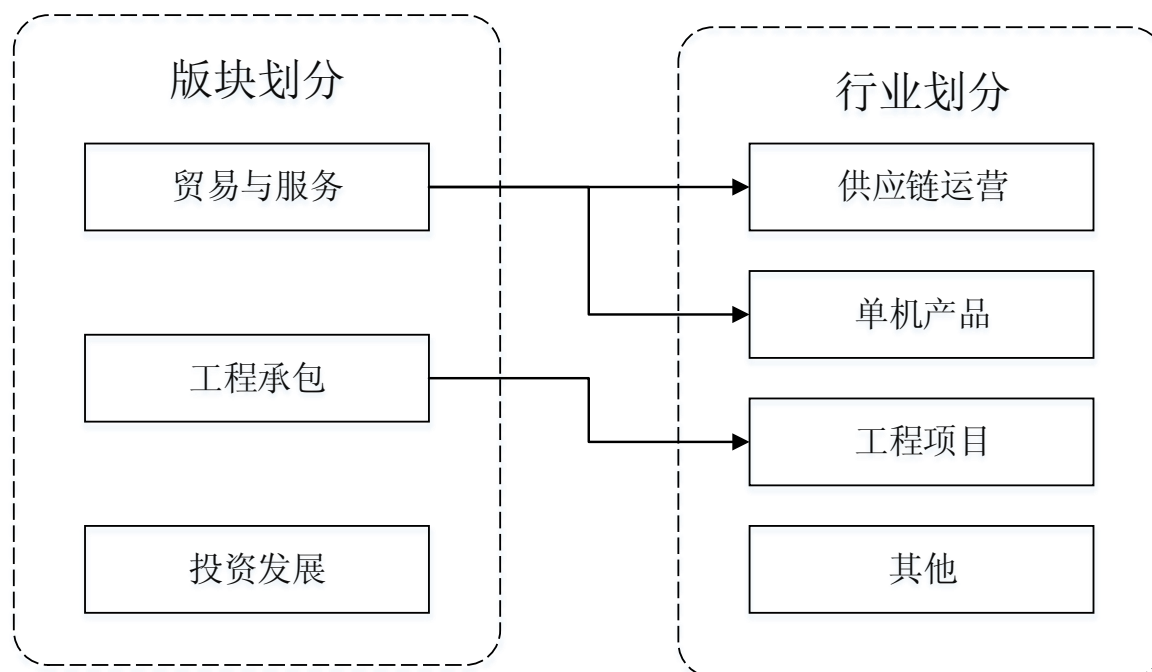 版块划分
贸易与服务
工程承包
投资发展
行业划分
供应链运营
单机产品
工程项目
其他